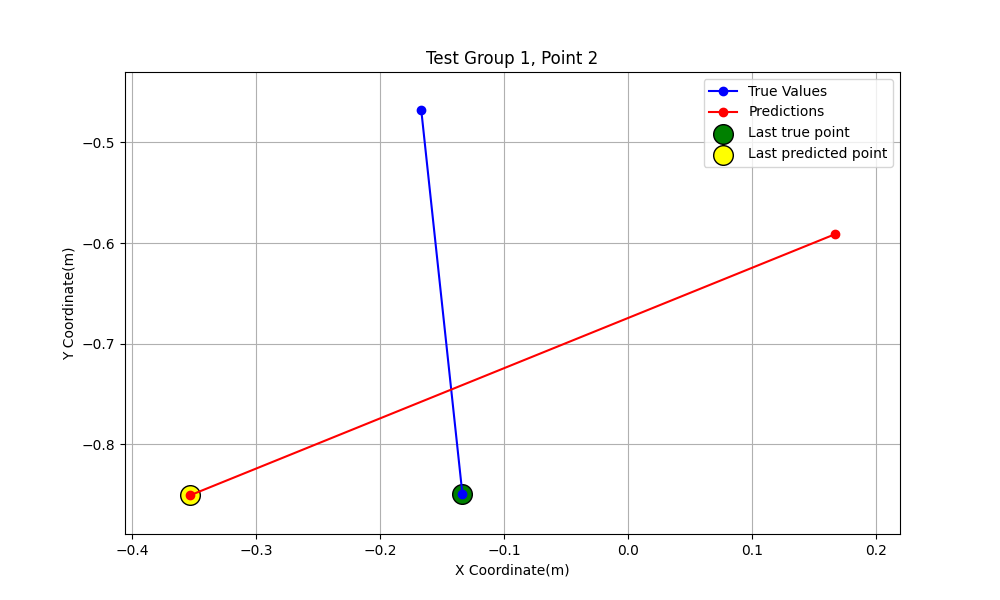 Test Group 1, Point 2
True Values
Predictions
Last true point
Last predicted point
Y Coordinate(m)
−0.5
−0.6
−0.7
−0.8
−0.4 −0.3 −0.2 −0.1 0.0 0.1 0.2
X Coordinate(m)